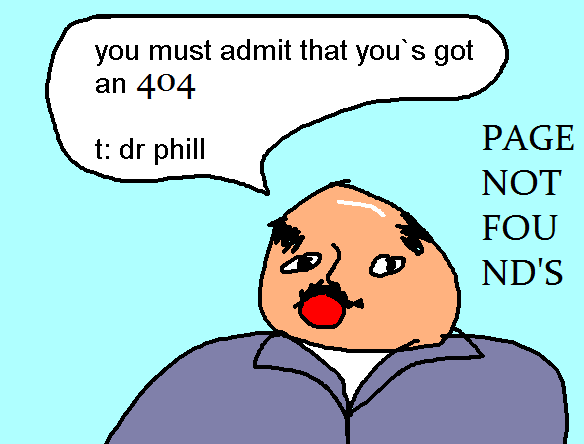 you must admit that you`s got
an 404
t: dr phill
PAGE
NOT
FOU
ND'S